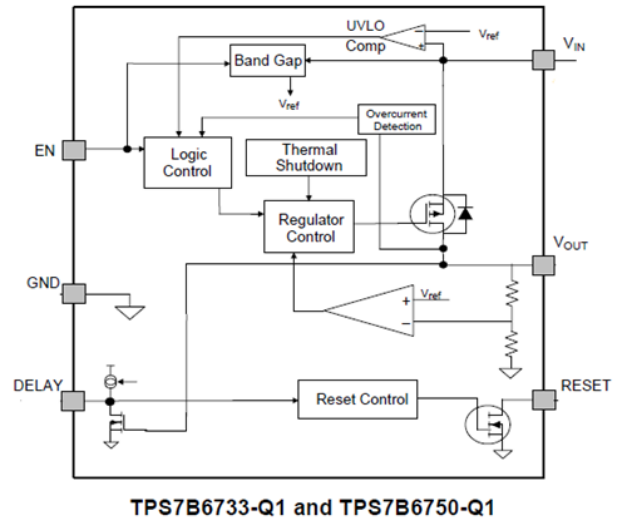 UVLO
Comp
Vref
VIN
Band Gap
Vref
Overcurrent
Detection
EN
Logic
Control
Thermal
Shutdown
Regulator
Control
VOUT
GND
Vref
+
−
DELAY
Reset Control
RESET
TPS7B6733-Q1 and TPS7B6750-Q1